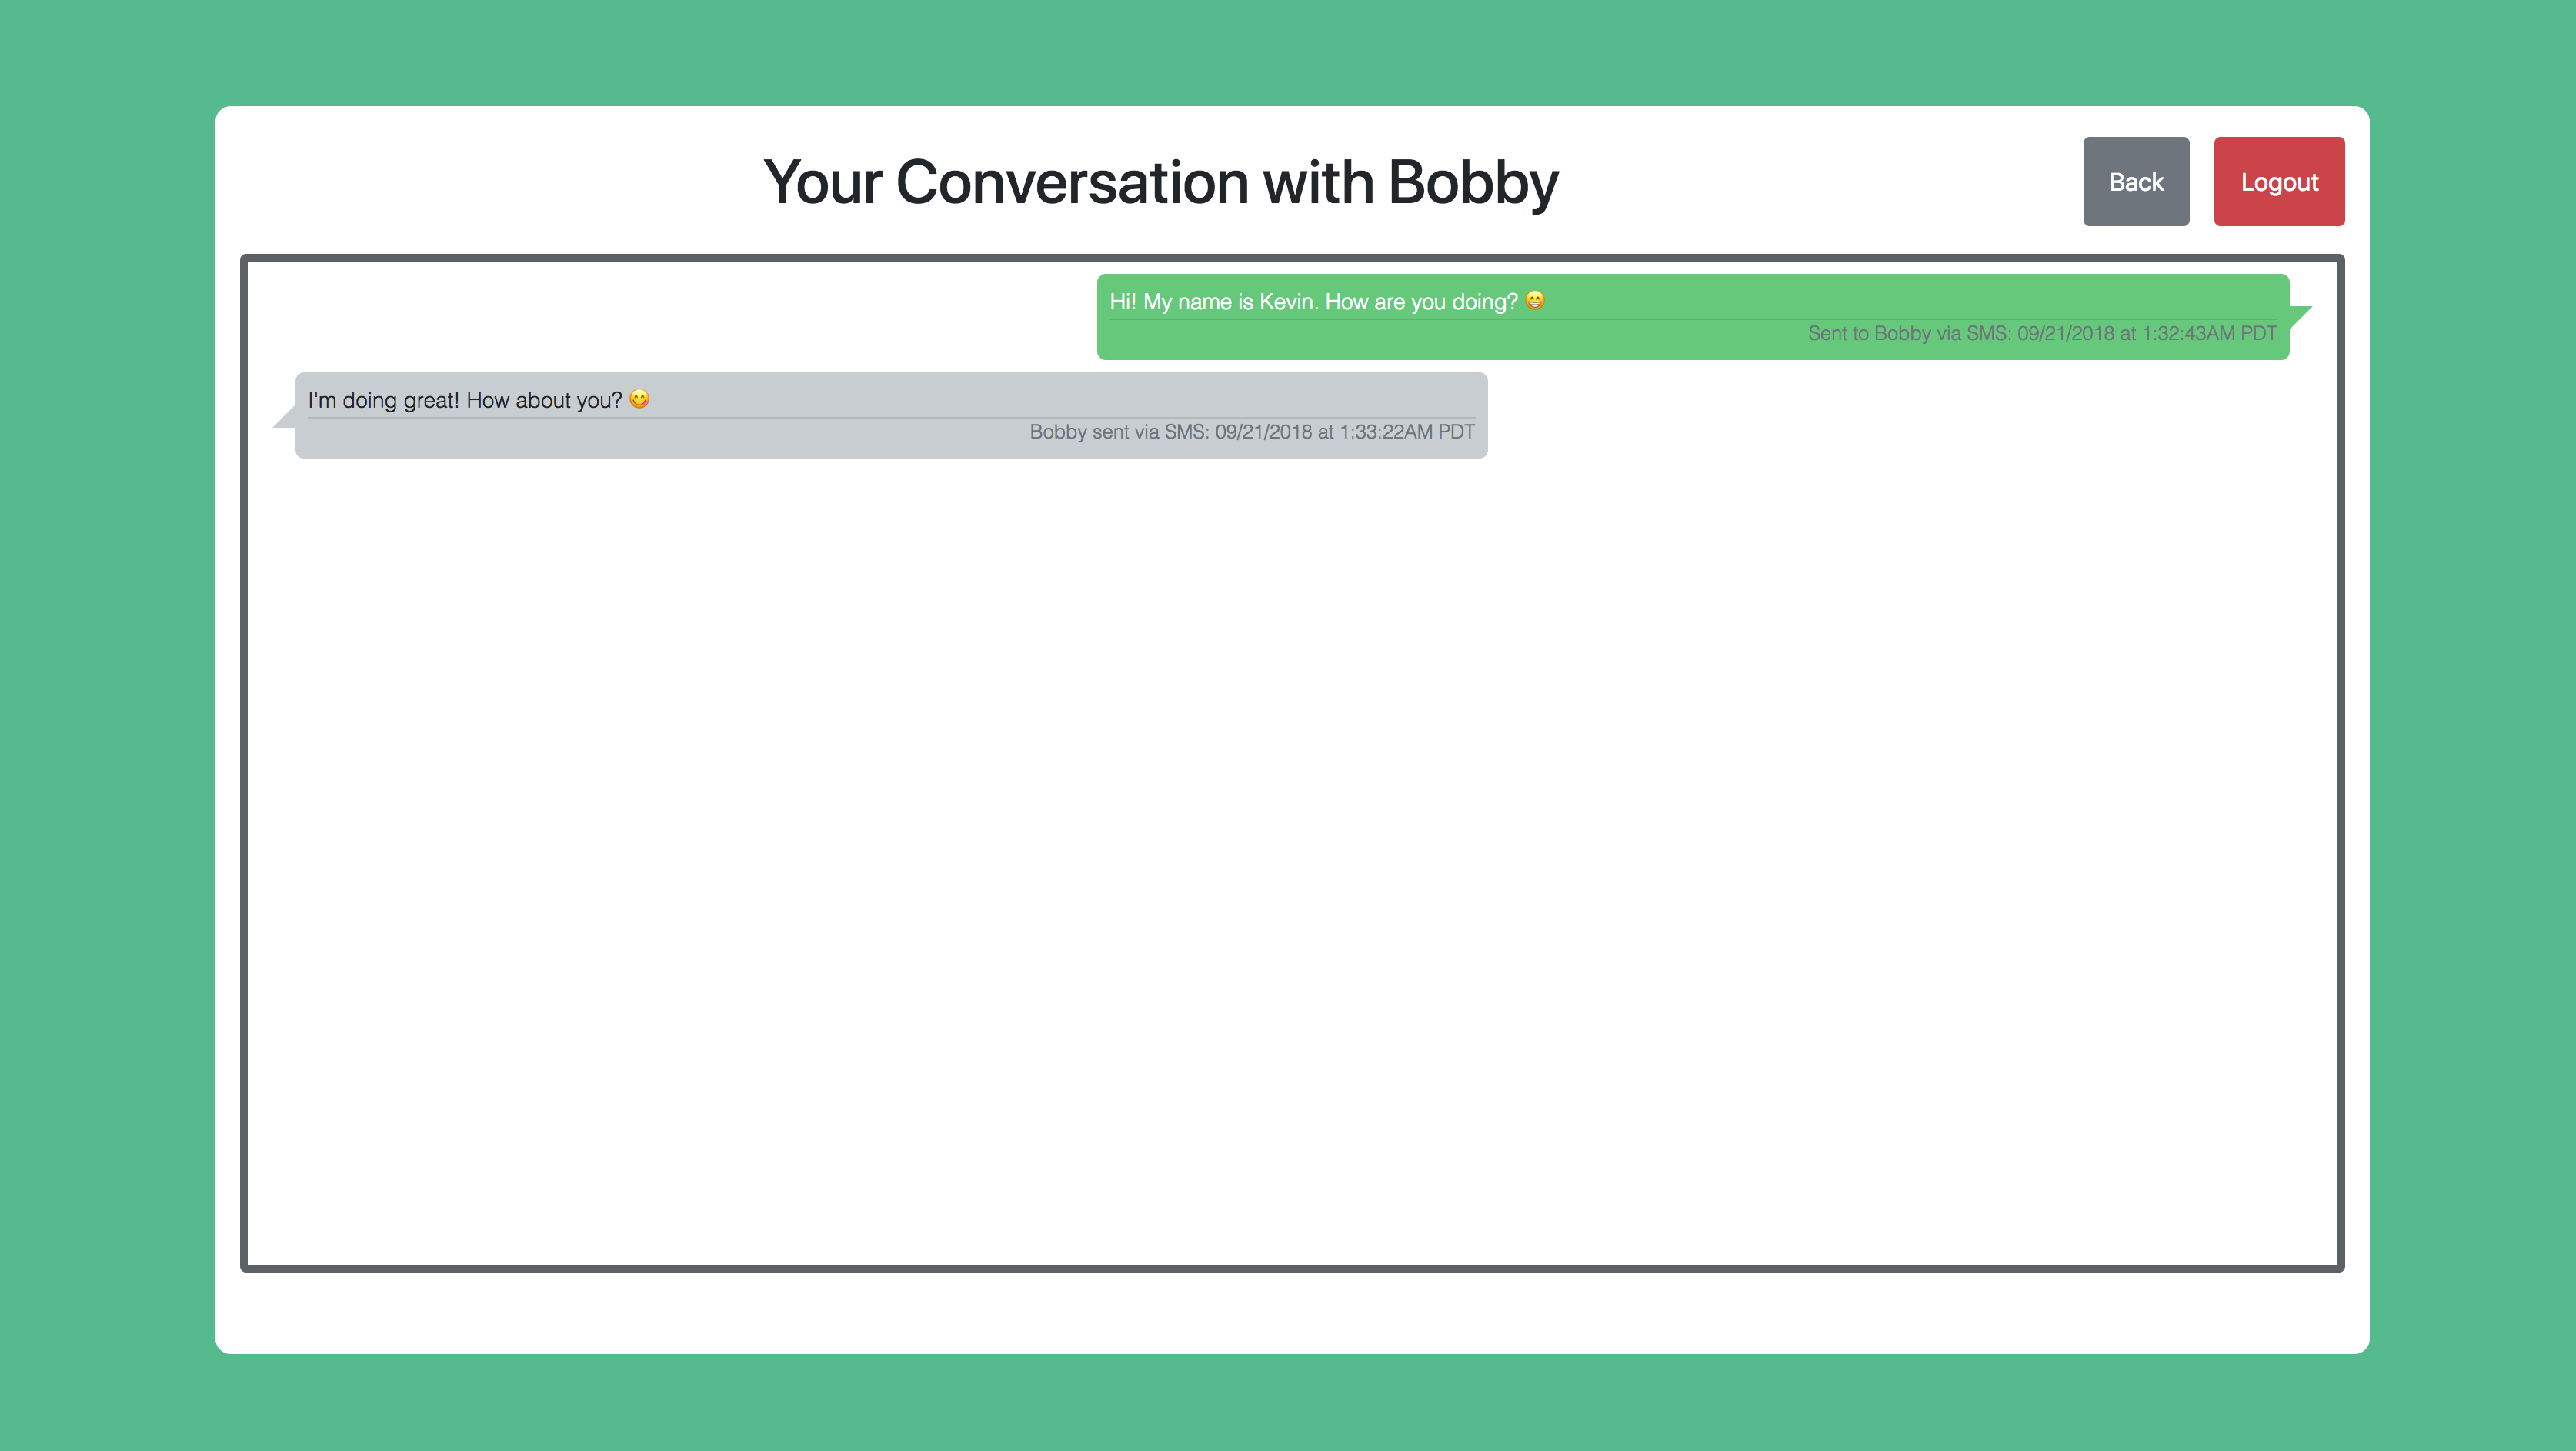 Your Conversation with Bobby
Back
Logout
Hi! My name is Kevin. How are you doing? 😁
Sent to Bobby via SMS: 09/21/2018 at 1:32:43AM PDT
I'm doing great! How about you? 😋
Bobby sent via SMS: 09/21/2018 at 1:33:22AM PDT